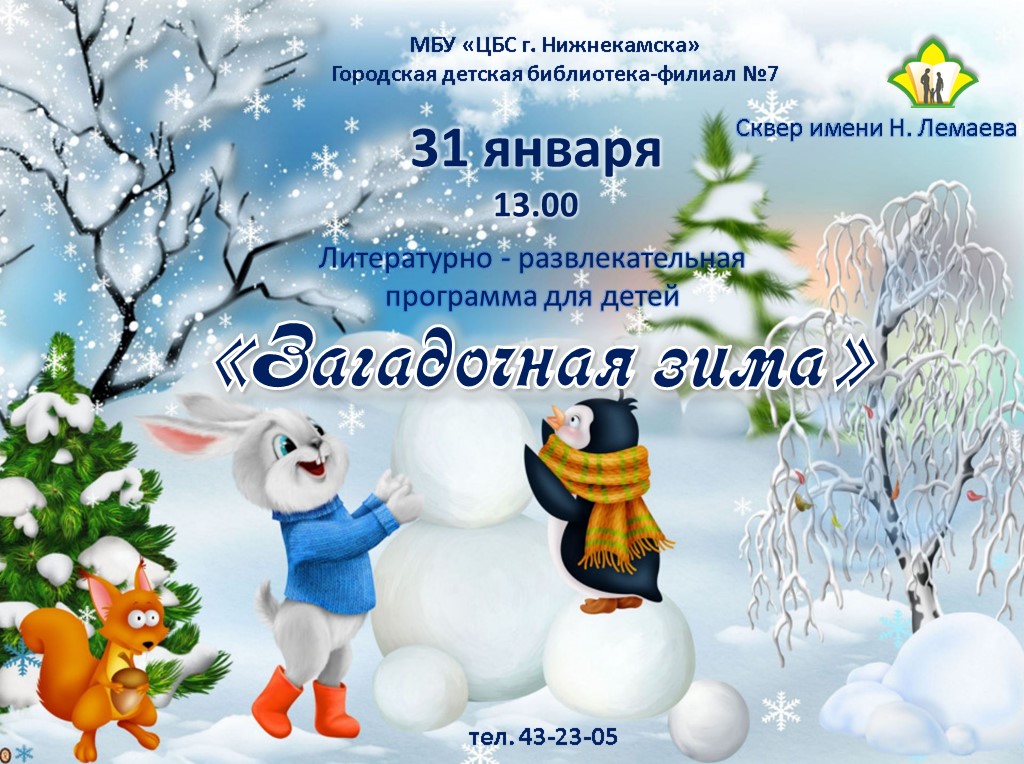 МБУ «ЦБС г. Нижнекамска»
Городская детская библиотека-филиал №7
Сквер имени Н. Лемаева
31 января
13.00
Литературно - развлекательная
программа для детей
«Загадочная зима»
тел. 43-23-05